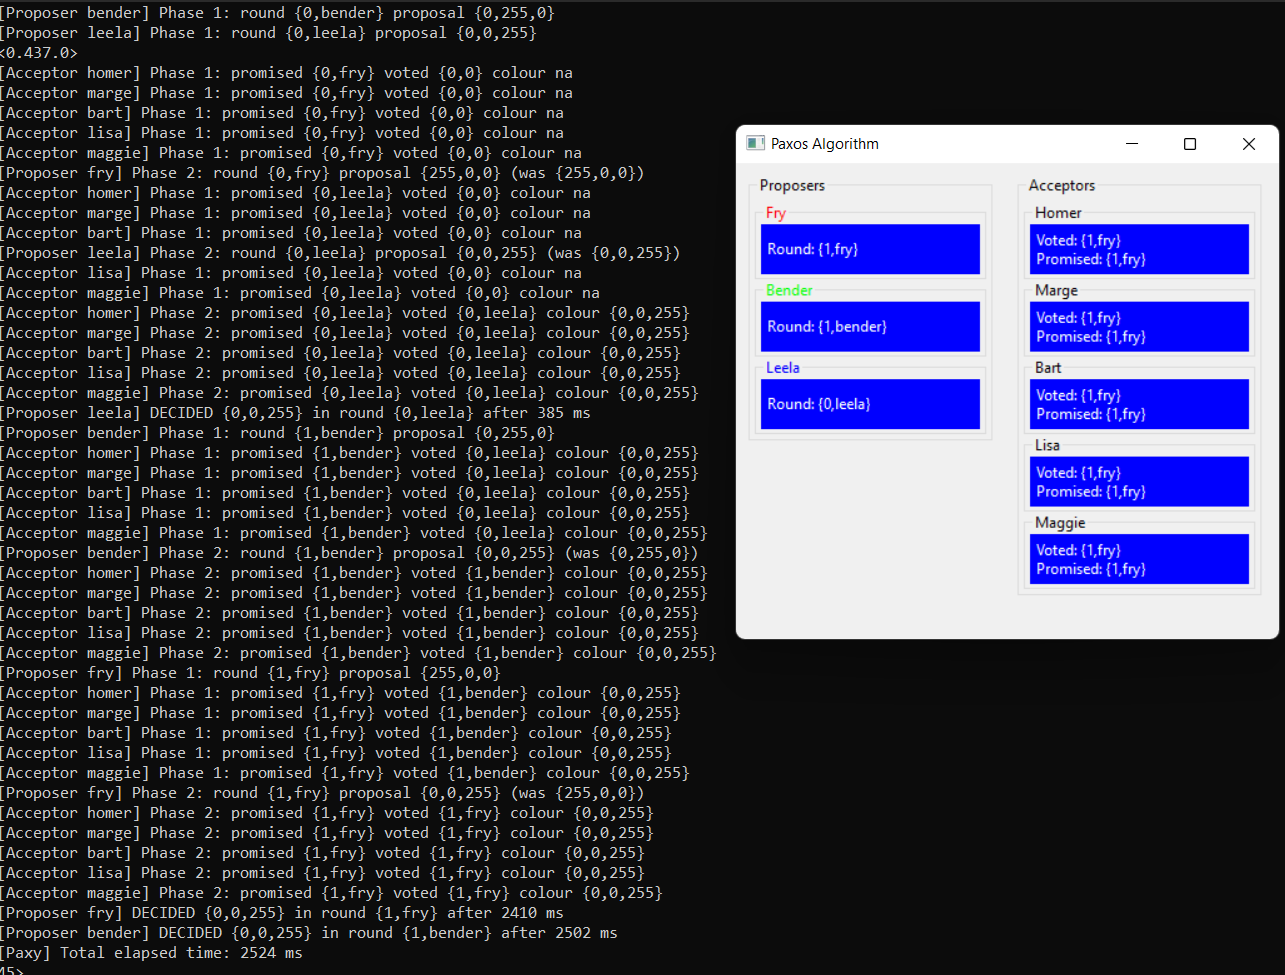 [Proposer bender] Phase 1: round {0,bender} proposal {0,255,0}
[Proposer leela] Phase 1: round {0,leela} proposal {0,0,255}
<0.437.0>
[Acceptor homer] Phase 1: promised {0,fry} voted {0,0} colour na
[Acceptor marge] Phase 1: promised {0,fry} voted {0,0} colour na
[Acceptor bart] Phase 1: promised {0,fry} voted {0,0} colour na
[Acceptor lisa] Phase 1: promised {0,fry} voted {0,0} colour na
[Acceptor maggie] Phase 1: promised {0,fry} voted {0,0} colour na
[Proposer fry] Phase 2: round {0,fry} proposal {255,0,0} (was {255,0,0})
[Acceptor homer] Phase 1: promised {0,leela} voted {0,0} colour na
[Acceptor marge] Phase 1: promised {0,leela} voted {0,0} colour na
[Acceptor bart] Phase 1: promised {0,leela} voted {0,0} colour na
[Proposer leela] Phase 2: round {0,leela} proposal {0,0,255} (was {0,0,255})
[Acceptor lisa] Phase 1: promised {0,leela} voted {0,0} colour na
[Acceptor maggie] Phase 1: promised {0,leela} voted {0,0} colour na
[Acceptor homer] Phase 2: promised {0,leela} voted {0,leela} colour {0,0,255}
[Acceptor marge] Phase 2: promised {0,leela} voted {0,leela} colour {0,0,255}
[Acceptor bart] Phase 2: promised {0,leela} voted {0,leela} colour {0,0,255}
[Acceptor lisa] Phase 2: promised {0,leela} voted {0,leela} colour {0,0,255}
[Acceptor maggie] Phase 2: promised {0,leela} voted {0,leela} colour {0,0,255}
[Proposer leela] DECIDED {0,0,255} in round {0,leela} after 385 ms
[Proposer bender] Phase 1: round {1,bender} proposal {0,255,0}
[Acceptor homer] Phase 1: promised {1,bender} voted {0,leela} colour {0,0,255}
[Acceptor marge] Phase 1: promised {1,bender} voted {0,leela} colour {0,0,255}
[Acceptor bart] Phase 1: promised {1,bender} voted {0,leela} colour {0,0,255}
[Acceptor lisa] Phase 1: promised {1,bender} voted {0,leela} colour {0,0,255}
[Acceptor maggie] Phase 1: promised {1,bender} voted {0,leela} colour {0,0,255}
[Proposer bender] Phase 2: round {1,bender} proposal {0,0,255} (was {0,255,0})
[Acceptor homer] Phase 2: promised {1,bender} voted {1,bender} colour {0,0,255}
[Acceptor marge] Phase 2: promised {1,bender} voted {1,bender} colour {0,0,255}
[Acceptor bart] Phase 2: promised {1,bender} voted {1,bender} colour {0,0,255}
[Acceptor lisa] Phase 2: promised {1,bender} voted {1,bender} colour {0,0,255}
[Acceptor maggie] Phase 2: promised {1,bender} voted {1,bender} colour {0,0,255}
[Proposer fry] Phase 1: round {1,fry} proposal {255,0,0}
[Acceptor homer] Phase 1: promised {1,fry} voted {1,bender} colour {0,0,255}
[Acceptor marge] Phase 1: promised {1,fry} voted {1,bender} colour {0,0,255}
[Acceptor bart] Phase 1: promised {1,fry} voted {1,bender} colour {0,0,255}
[Acceptor lisa] Phase 1: promised {1,fry} voted {1,bender} colour {0,0,255}
[Acceptor maggie] Phase 1: promised {1,fry} voted {1,bender} colour {0,0,255}
[Proposer fry] Phase 2: round {1,fry} proposal {0,0,255} (was {255,0,0})
[Acceptor homer] Phase 2: promised {1,fry} voted {1,fry} colour {0,0,255}
[Acceptor marge] Phase 2: promised {1,fry} voted {1,fry} colour {0,0,255}
[Acceptor bart] Phase 2: promised {1,fry} voted {1,fry} colour {0,0,255}
[Acceptor lisa] Phase 2: promised {1,fry} voted {1,fry} colour {0,0,255}
[Acceptor maggie] Phase 2: promised {1,fry} voted {1,fry} colour {0,0,255}
[Proposer fry] DECIDED {0,0,255} in round {1,fry} after 2410 ms
[Proposer bender] DECIDED {0,0,255} in round {1,bender} after 2502 ms
[Paxy] Total elapsed time: 2524 ms
45>
Paxos Algorithm
Proposers
Fry
Round: {1,fry}
Bender
Round: {1,bender}
Leela
Round: {0,leela}
Acceptors
Homer
Voted: {1,fry}
Promised: {1,fry}
Marge
Voted: {1,fry}
Promised: {1,fry}
Bart
Voted: {1,fry}
Promised: {1,fry}
Lisa
Voted: {1,fry}
Promised: {1,fry}
Maggie
Voted: {1,fry}
Promised: {1,fry}